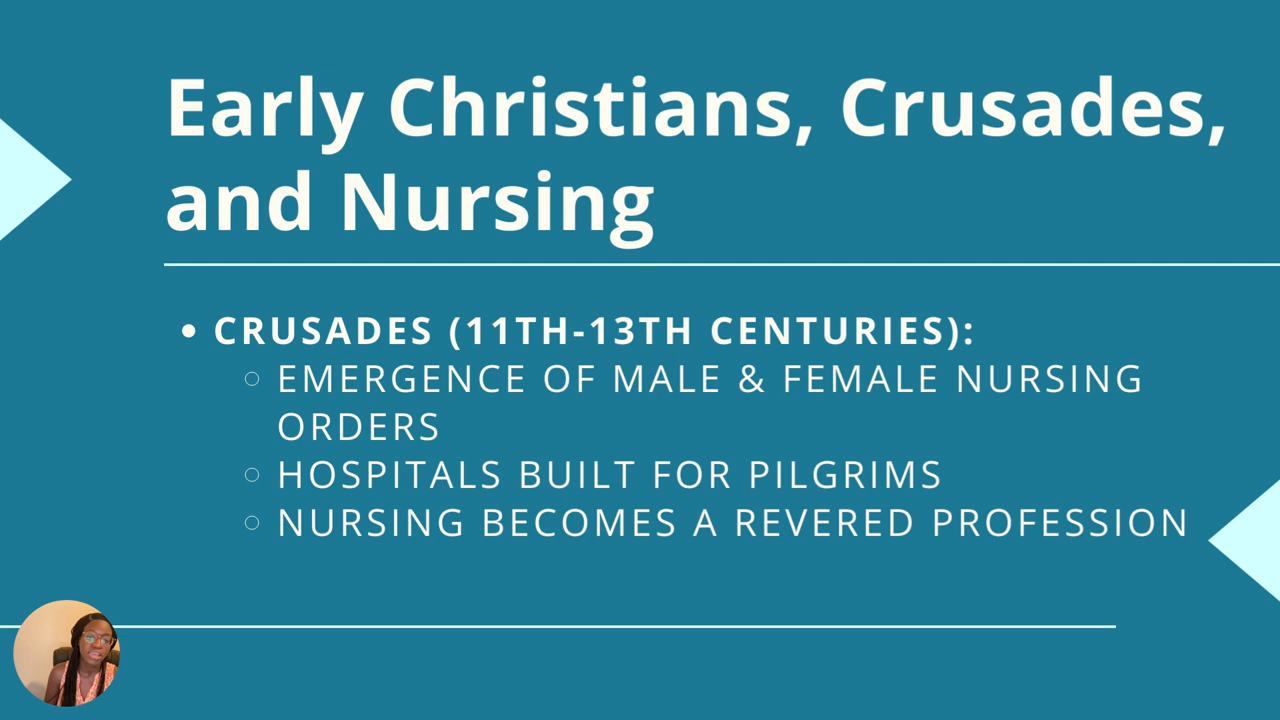 Early Christians, Crusades,
and Nursing
CRUSADES (11TH-13TH CENTURIES):
EMERGENCE OF MALE & FEMALE NURSING
ORDERS
HOSPITALS BUILT FOR PILGRIMS
NURSING BECOMES A REVERED PROFESSION